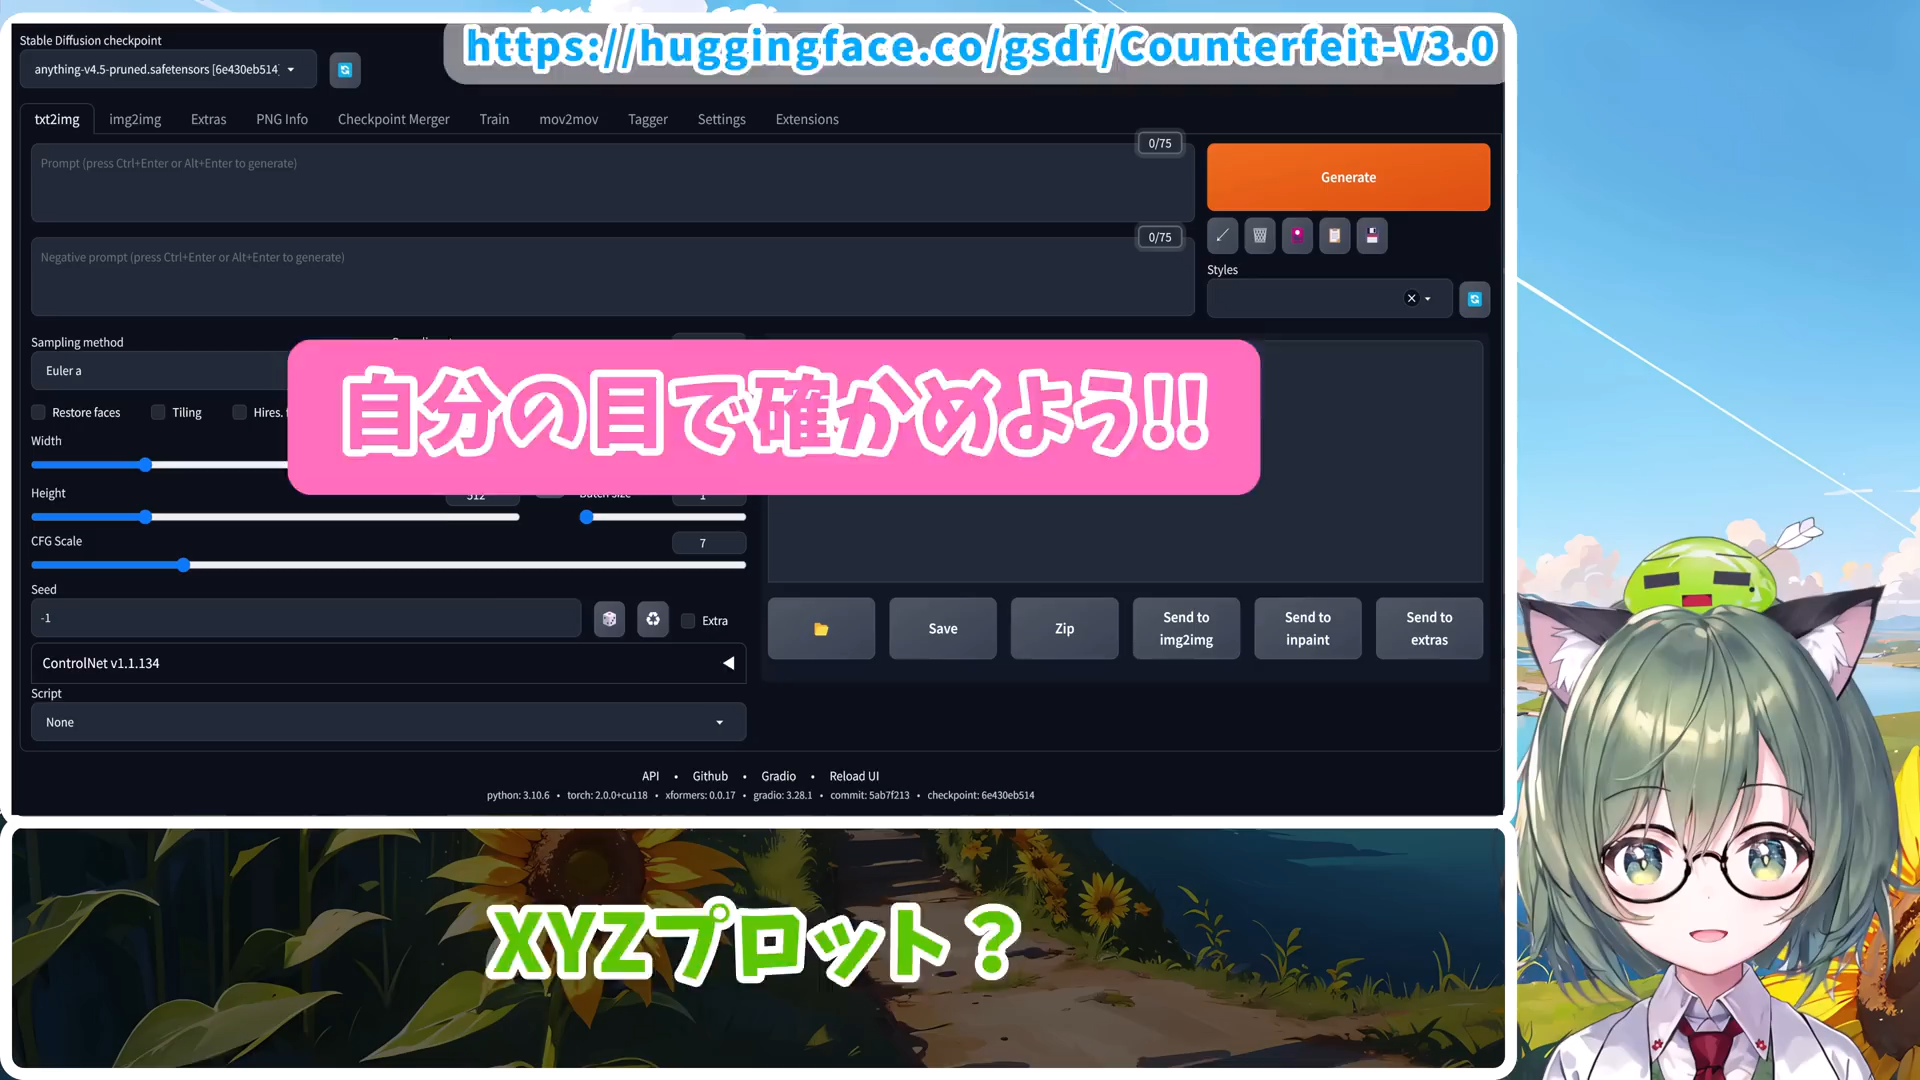 https://huggingface.co/gsdf/Counterfeit-V3.0
Stable Diffusion checkpoint
anything-v4.5-pruned.safetensors [6e430eb514]
txt2img img2img Extras PNG Info Checkpoint Merger Train mov2mov Tagger Settings Extensions
0/75
Prompt (press Ctrl+Enter or Alt+Enter to generate)
Generate
0/75
Negative prompt (press Ctrl+Enter or Alt+Enter to generate)
Styles
Sampling method
Euler a
自分の目で確かめよう!!
Restore faces Tiling Hires.
Width
Height 512 Batch size 1
CFG Scale 7
Seed
-1
Extra
Save Zip Send to img2img Send to inpaint Send to extras
ControlNet v1.1.134
Script
None
API • Github • Gradio • Reload UI
python: 3.10.6 • torch: 2.0.0+cu118 • xformers: 0.0.17 • gradio: 3.28.1 • commit: 5ab7f213 • checkpoint: 6e430eb514
XYZプロット？